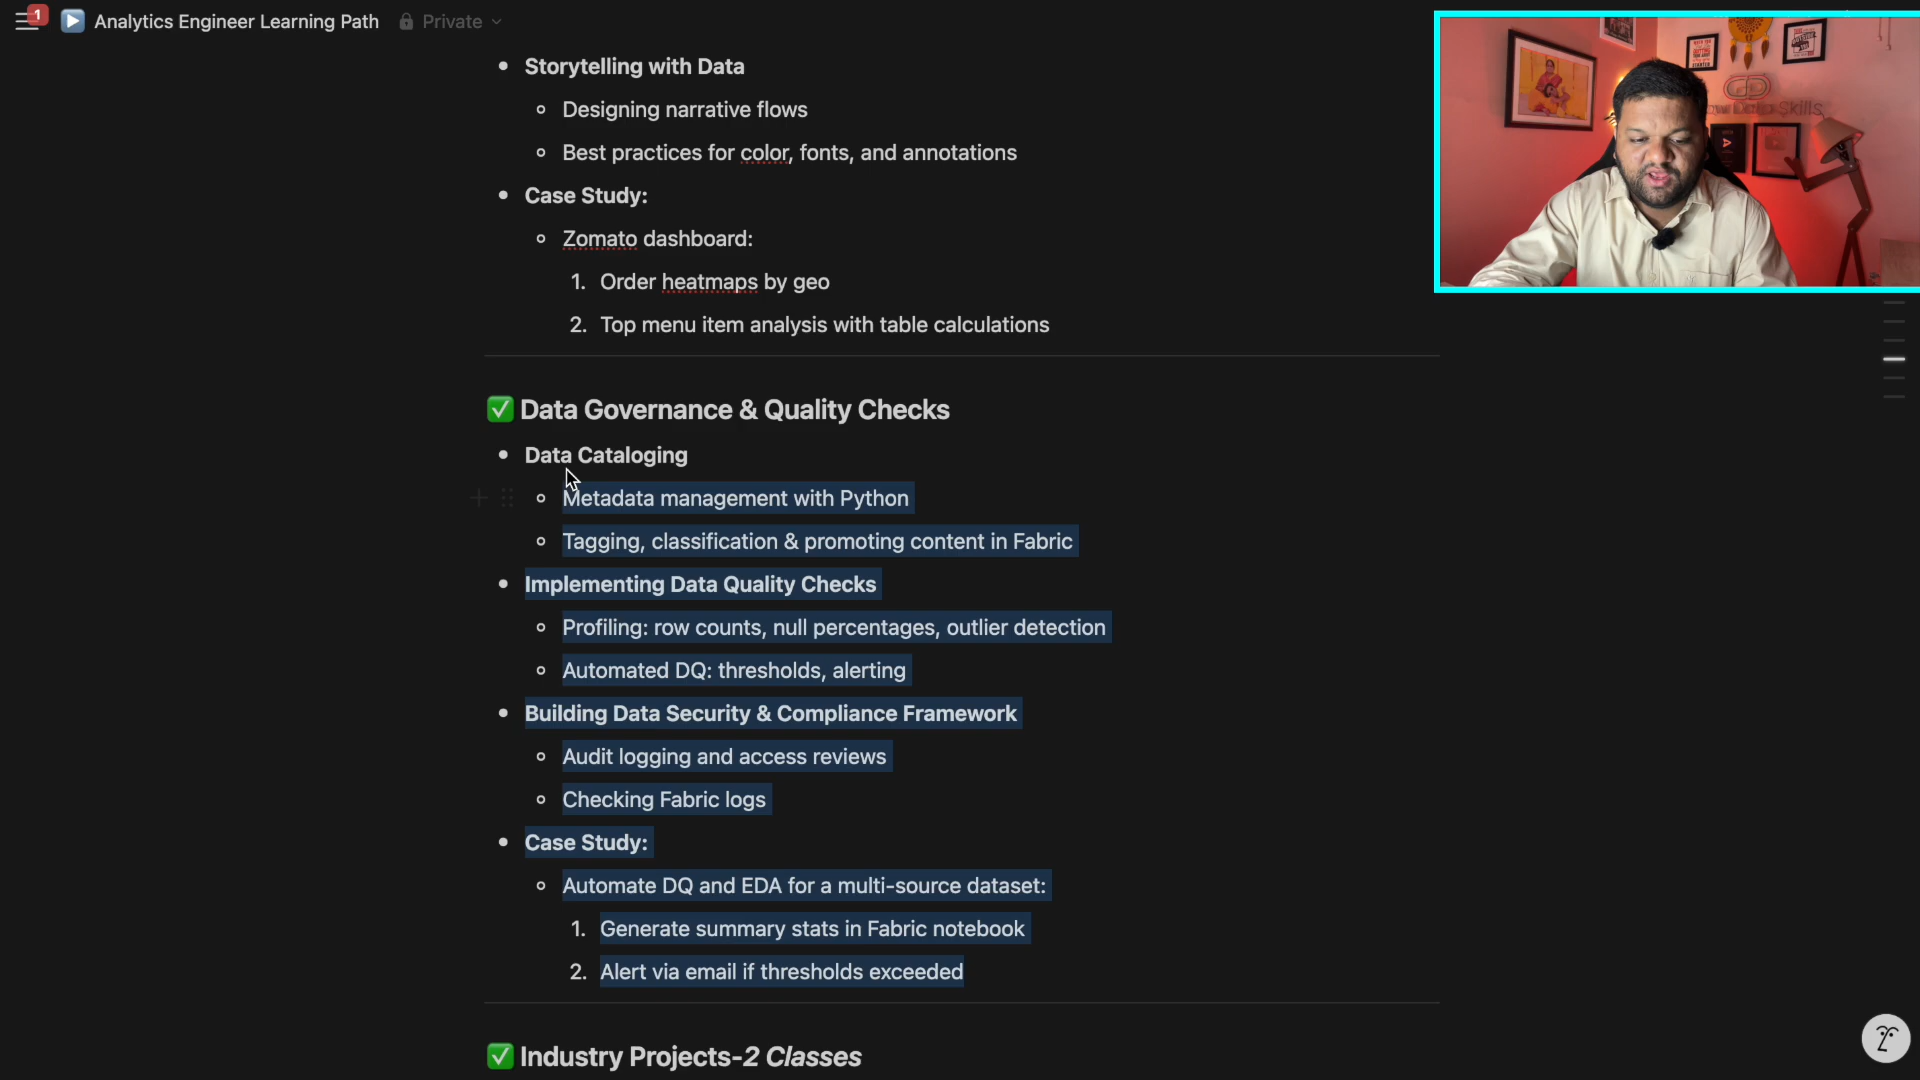 1
Analytics Engineer Learning Path
Private
Storytelling with Data
Designing narrative flows
Best practices for color, fonts, and annotations
Case Study:
Zomato dashboard:
1. Order heatmaps by geo
2. Top menu item analysis with table calculations
✅ Data Governance & Quality Checks
Data Cataloging
Metadata management with Python
Tagging, classification & promoting content in Fabric
Implementing Data Quality Checks
Profiling: row counts, null percentages, outlier detection
Automated DQ: thresholds, alerting
Building Data Security & Compliance Framework
Audit logging and access reviews
Checking Fabric logs
Case Study:
Automate DQ and EDA for a multi-source dataset:
1. Generate summary stats in Fabric notebook
2. Alert via email if thresholds exceeded
✅ Industry Projects-2 Classes